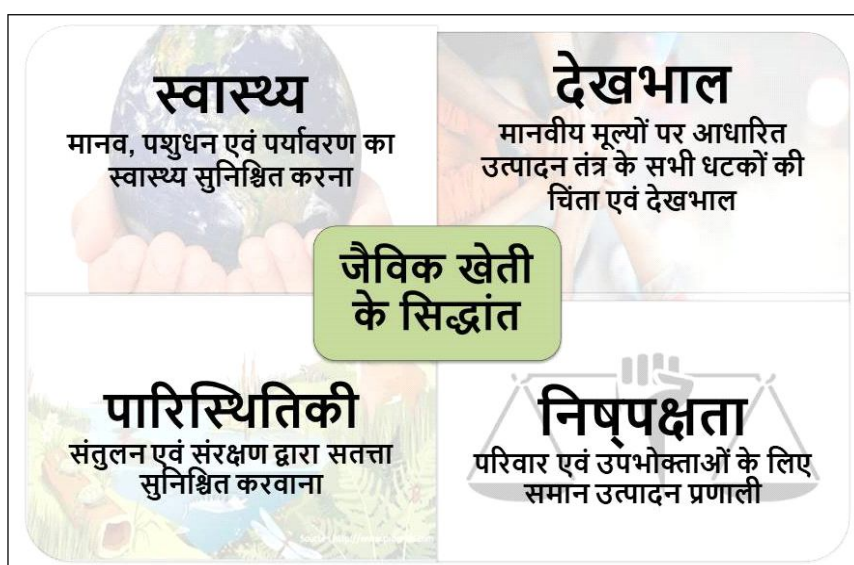 स्वास्थ्य
मानव, पशुधन एवं पर्यावरण का
स्वास्थ्य सुनिश्चित करना
देखभाल
मानवीय मूल्यों पर आधारित
उत्पादन तंत्र के सभी धटकों की
चिंता एवं देखभाल
जैविक खेती
के सिद्धांत
पारिस्थितिकी
संतुलन एवं संरक्षण द्वारा सतत्ता
सुनिश्चित करवाना
निष्पक्षता
परिवार एवं उपभोक्ताओं के लिए
समान उत्पादन प्रणाली